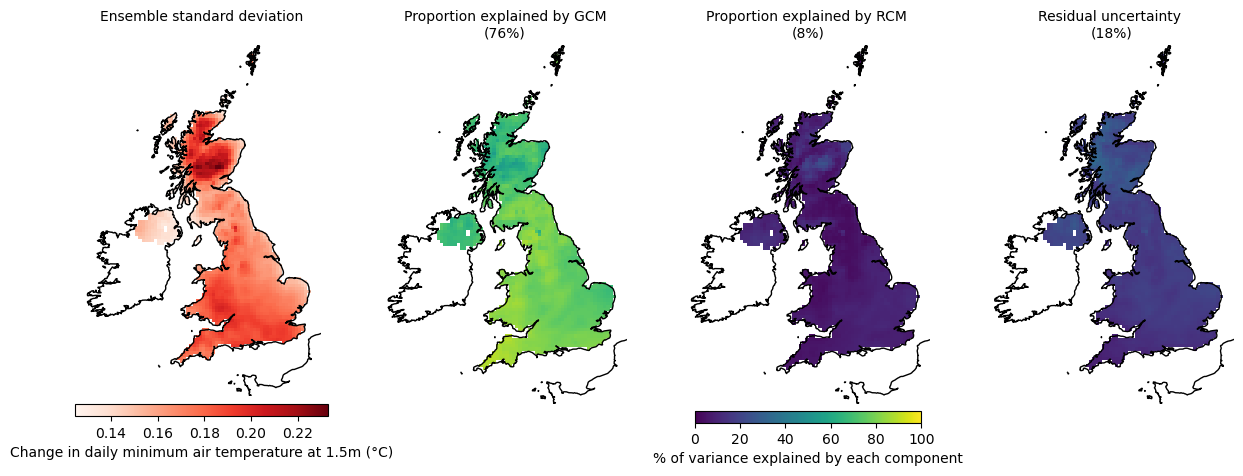 Ensemble standard deviation
Proportion explained by GCM
(76%)
Proportion explained by RCM
(8%)
Residual uncertainty
(18%)
0.14 0.16 0.18 0.20 0.22
Change in daily minimum air temperature at 1.5m (°C)
0 20 40 60 80 100
% of variance explained by each component